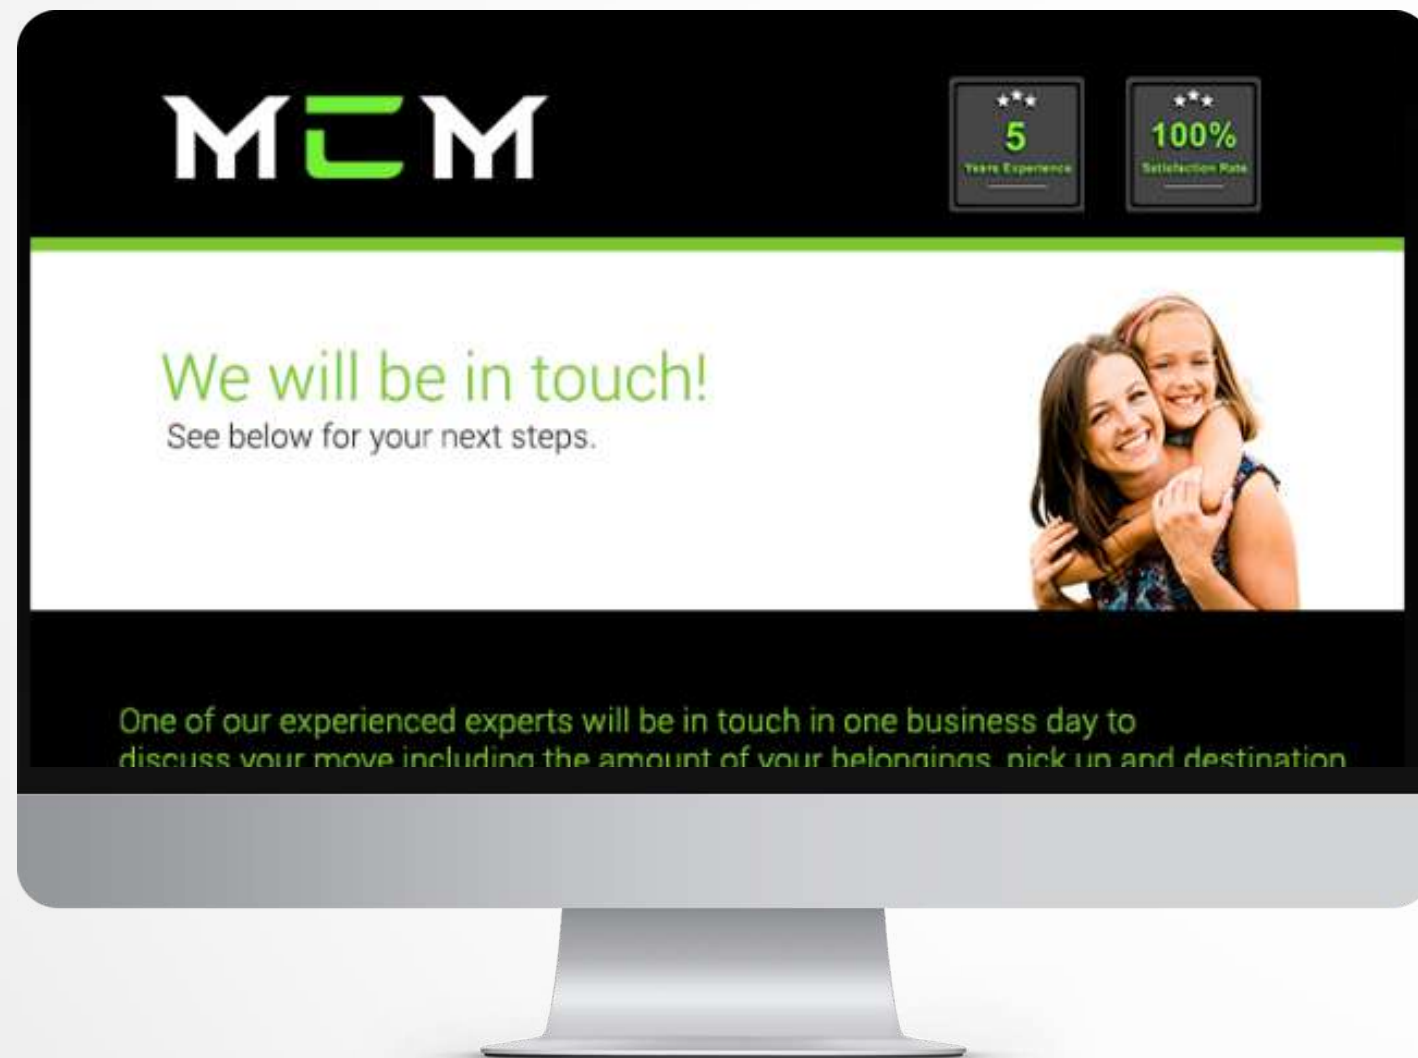 MCM
5
Years Experience
100%
Satisfaction Rate
We will be in touch!
See below for your next steps.
One of our experienced experts will be in touch in one business day to
discuss your move including the amount of your belongings, pick up and destination